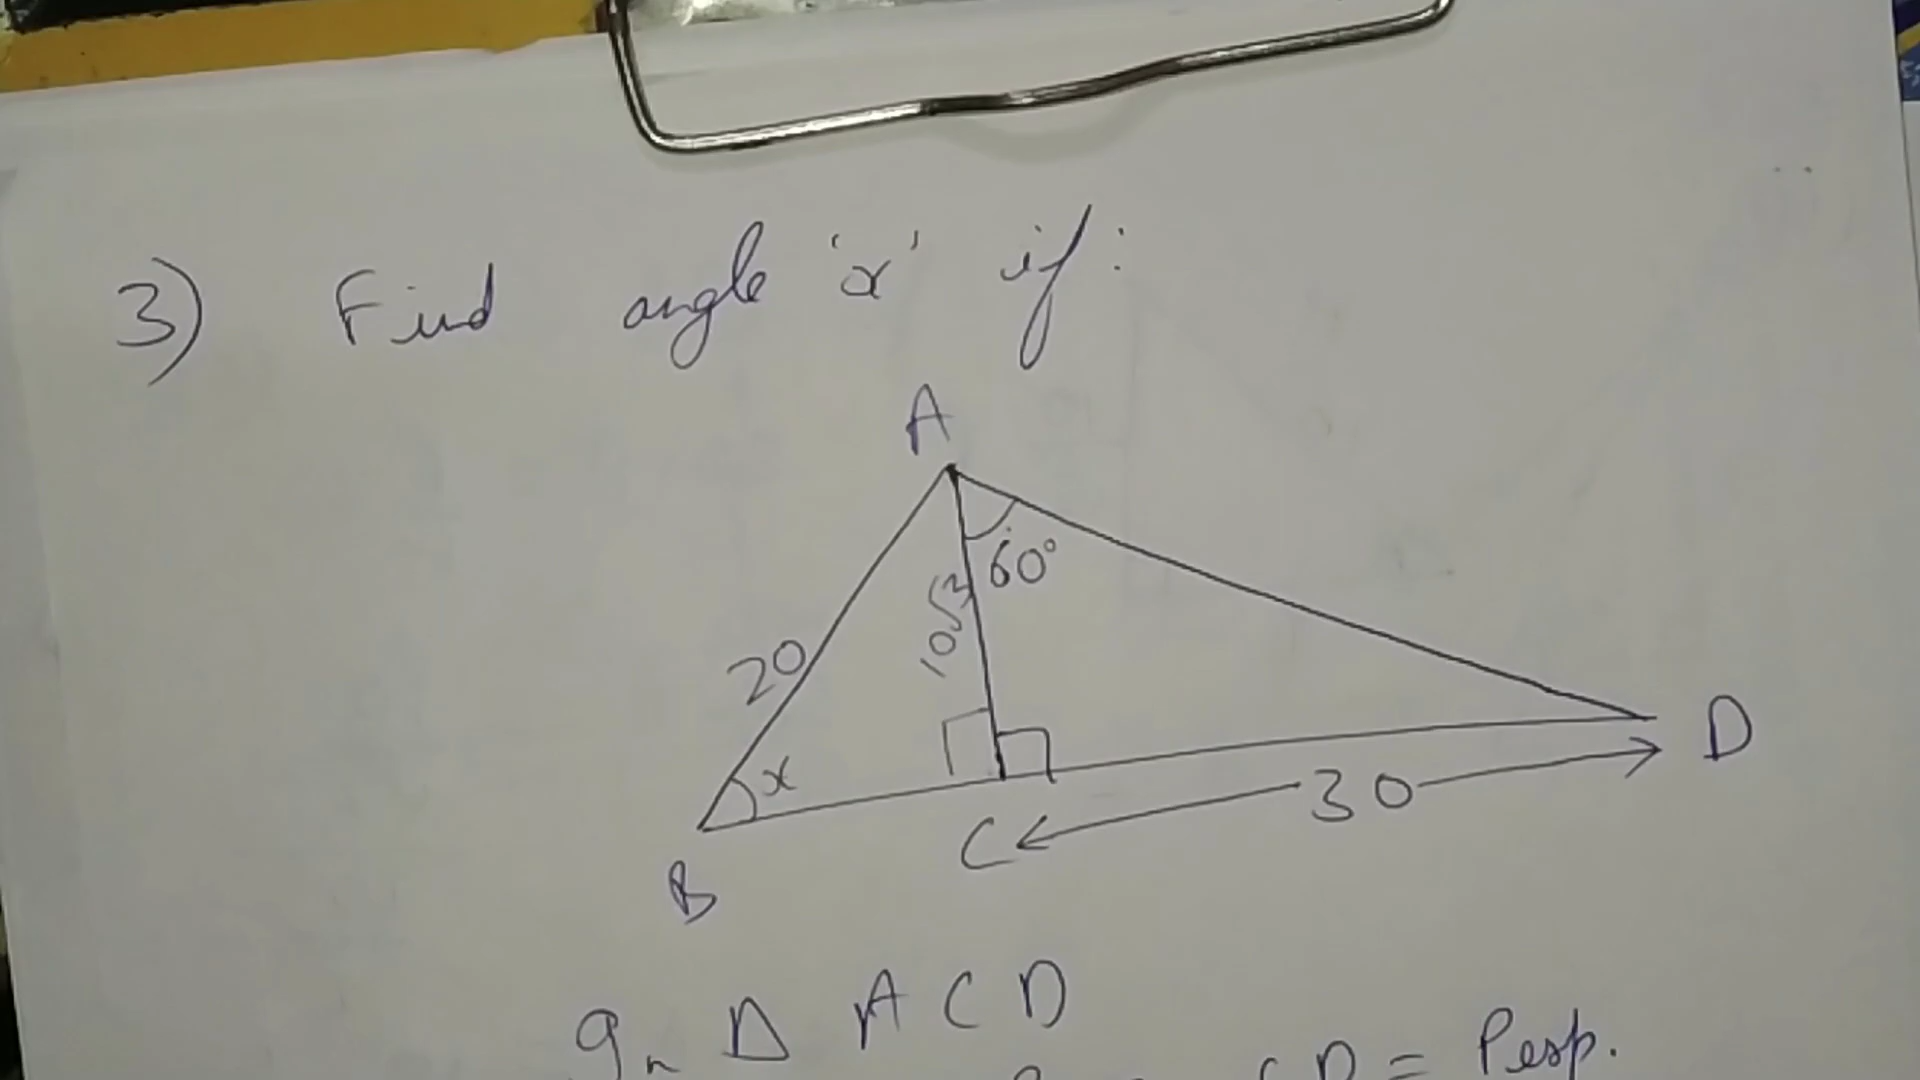 3) Find angle 'x' if:
A
60°
10√3
20
x
D
30
C
B
In Δ ACD
CD = Perp.